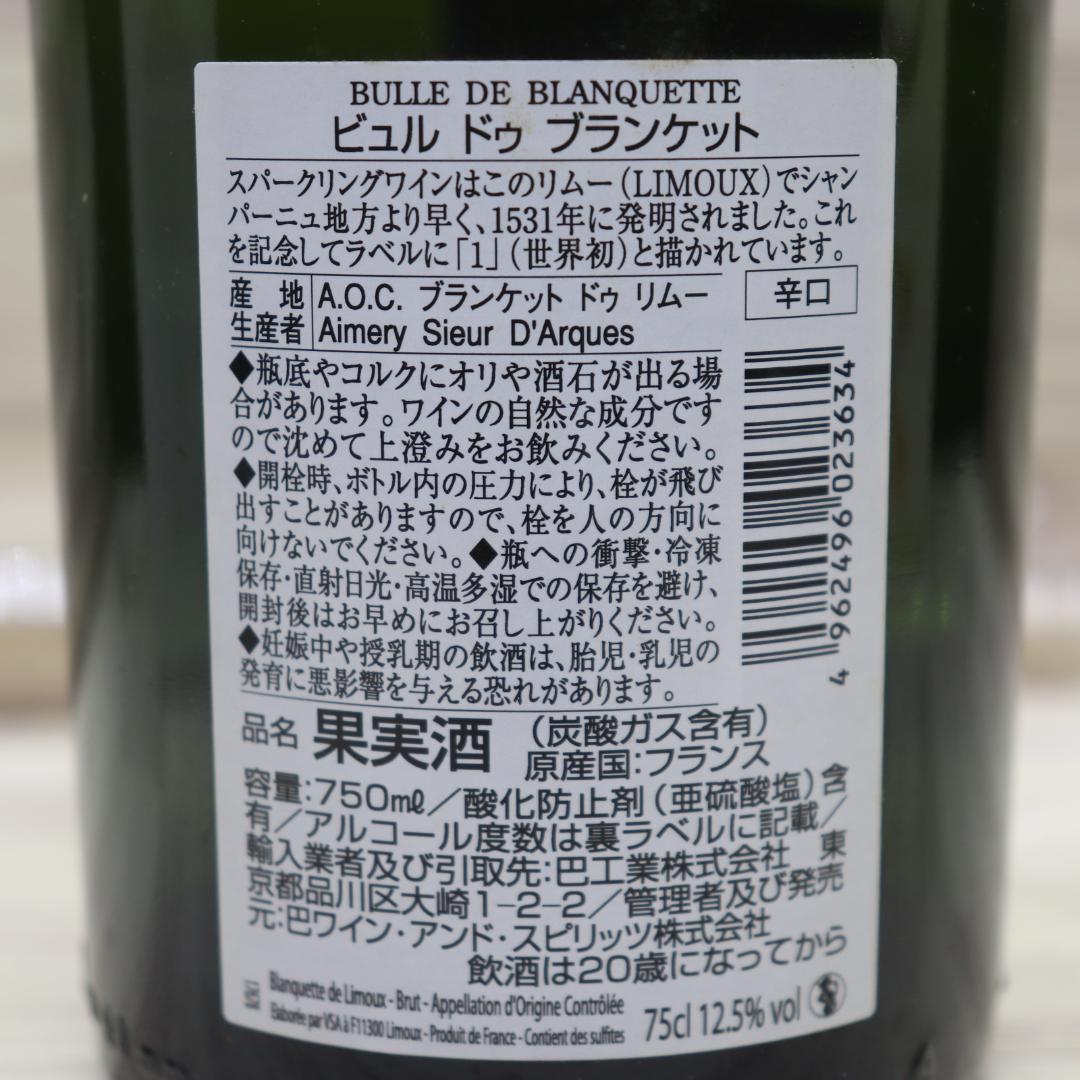 BULLE DE BLANQUETTE
ビュル ドゥ ブランケット
スパークリングワインはこのリムー（LIMOUX）でシャン
パーニュ地方より早く、1531年に発明されました。これ
を記念してラベルに「1」（世界初）と描かれています。
産 地 A.O.C. ブランケット ドゥ リムー
生産者 Aimery Sieur D'Arques
辛口
◆瓶底やコルクにオリや酒石が出る場
合があります。ワインの自然な成分です
ので沈めて上澄みをお飲みください。
◆開栓時、ボトル内の圧力により、栓が飛び
出すことがありますので、栓を人の方向に
向けないでください。◆瓶への衝撃・冷凍
保存・直射日光・高温多湿での保存を避け、
開封後はお早めにお召し上がりください。
◆妊娠中や授乳期の飲酒は、胎児・乳児の
発育に悪影響を与える恐れがあります。
4 962496 023634
品名 果実酒 （炭酸ガス含有）
原産国:フランス
容量:750mℓ／酸化防止剤（亜硫酸塩）含
有／アルコール度数は裏ラベルに記載／
輸入業者及び引取先:巴工業株式会社 東
京都品川区大崎1-2-2／管理者及び発売
元:巴ワイン・アンド・スピリッツ株式会社
飲酒は20歳になってから
Blanquette de Limoux - Brut - Appellation d'Origine Contrôlée
Elaborée par VSA à F11300 Limoux - Produit de France - Contient des sulfites
75cl 12.5% vol